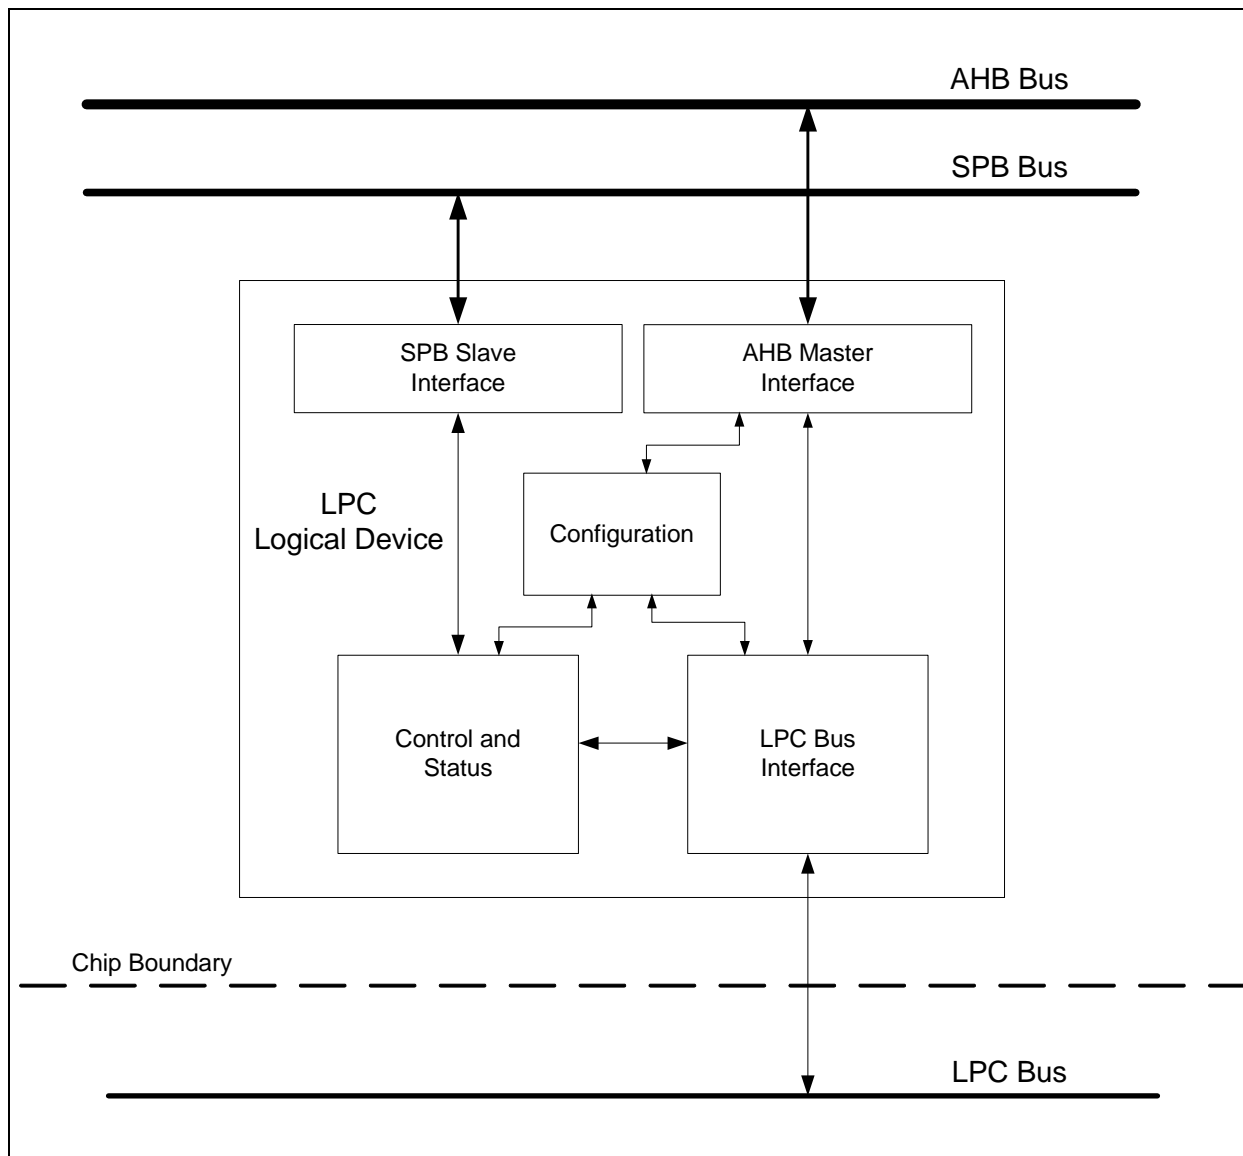 AHB Bus
SPB Bus
SPB Slave
Interface
AHB Master
Interface
LPC
Logical Device
Configuration
Control and
Status
LPC Bus
Interface
Chip Boundary
LPC Bus